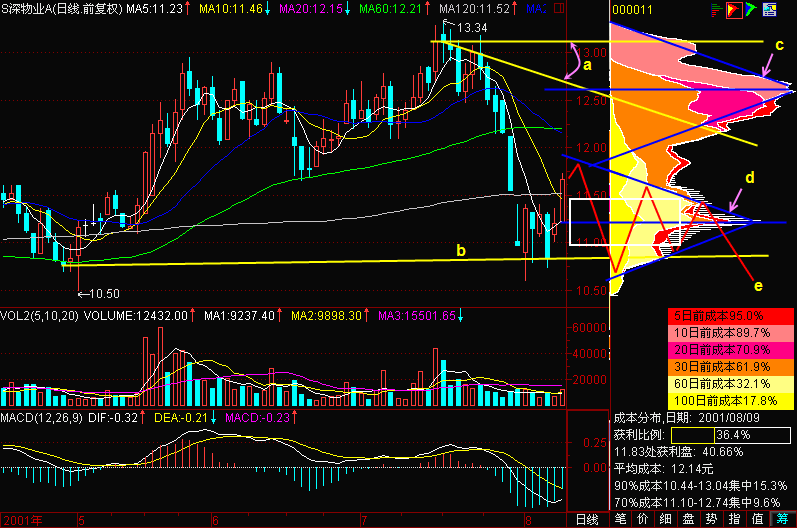 S深物业A(日线.前复权) MA5:11.23↑ MA10:11.46↓ MA20:12.15↓ MA60:12.21↑ MA120:11.52↑
000011
13.34
13.00
c
a
12.50
12.00
d
11.50
11.00
b
10.50
←10.50
e
VOL2(5,10,20) VOLUME:12432.00↑ MA1:9237.40↑ MA2:9898.30↑ MA3:15501.65↓
60000
40000
20000
5日前成本95.0%
10日前成本89.7%
20日前成本70.9%
30日前成本61.9%
60日前成本32.1%
100日前成本17.8%
MACD(12,26,9) DIF:-0.32↑ DEA:-0.21↓ MACD:-0.23↑
0.25
0.00
成本分布,日期: 2001/08/09
获利比例: 36.4%
11.83处获利盘: 40.66%
平均成本: 12.14元
90%成本10.44-13.04集中15.3%
70%成本11.10-12.74集中9.6%
2001年 5 6 7 8 日线 笔 价 细 盘 势 指 值 筹